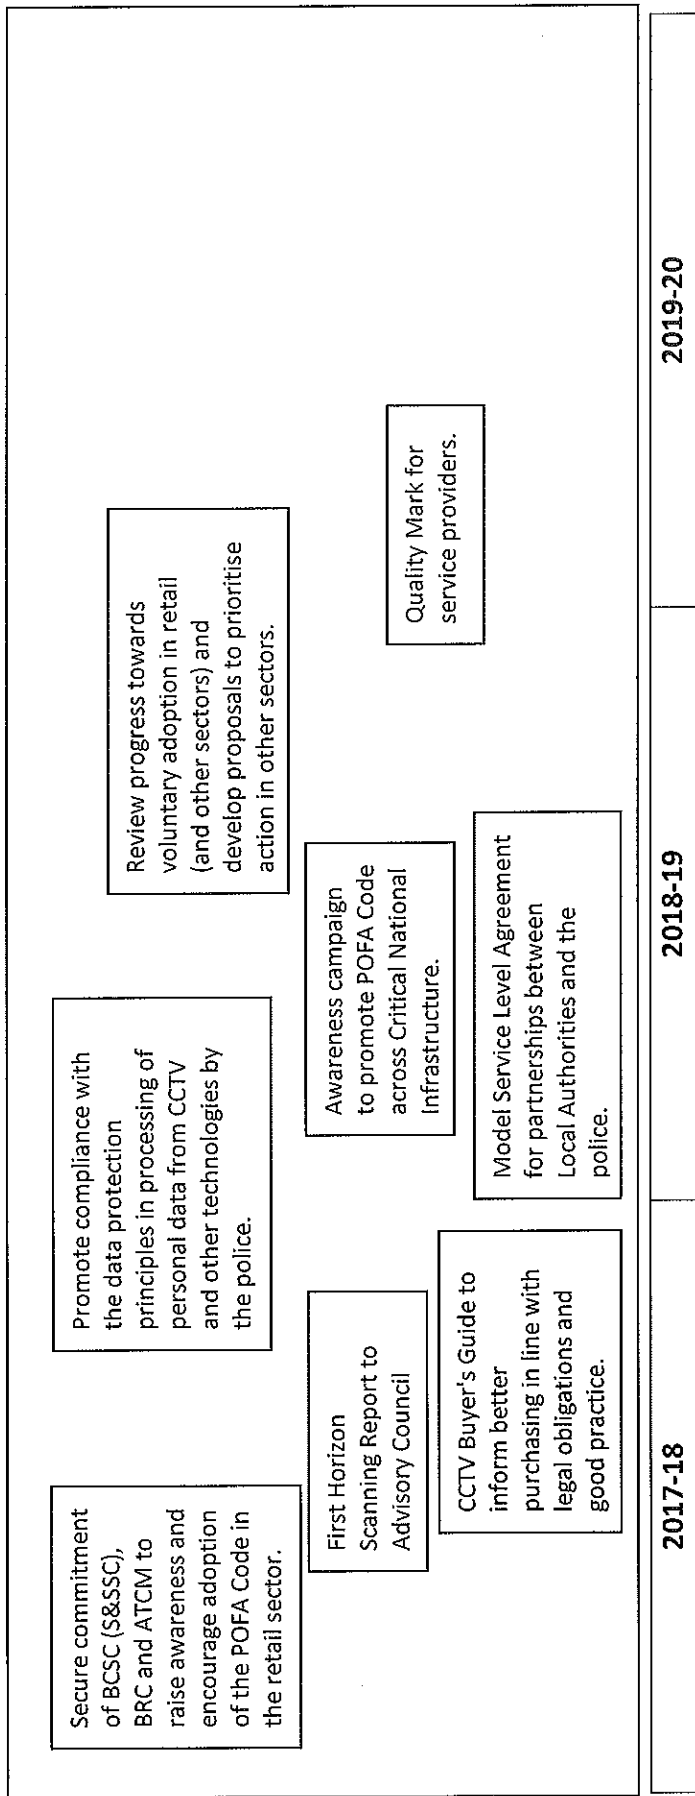 Secure commitment
of BCSC (S&SSC),
BRC and ATCM to
raise awareness and
encourage adoption
of the POFA Code in
the retail sector.
Promote compliance with
the data protection
principles in processing of
personal data from CCTV
and other technologies by
the police.
Review progress towards
voluntary adoption in retail
(and other sectors) and
develop proposals to prioritise
action in other sectors.
First Horizon
Scanning Report to
Advisory Council
Awareness campaign
to promote POFA Code
across Critical National
Infrastructure.
Quality Mark for
service providers.
CCTV Buyer's Guide to
inform better
purchasing in line with
legal obligations and
good practice.
Model Service Level Agreement
for partnerships between
Local Authorities and the
police.
2017-18
2018-19
2019-20